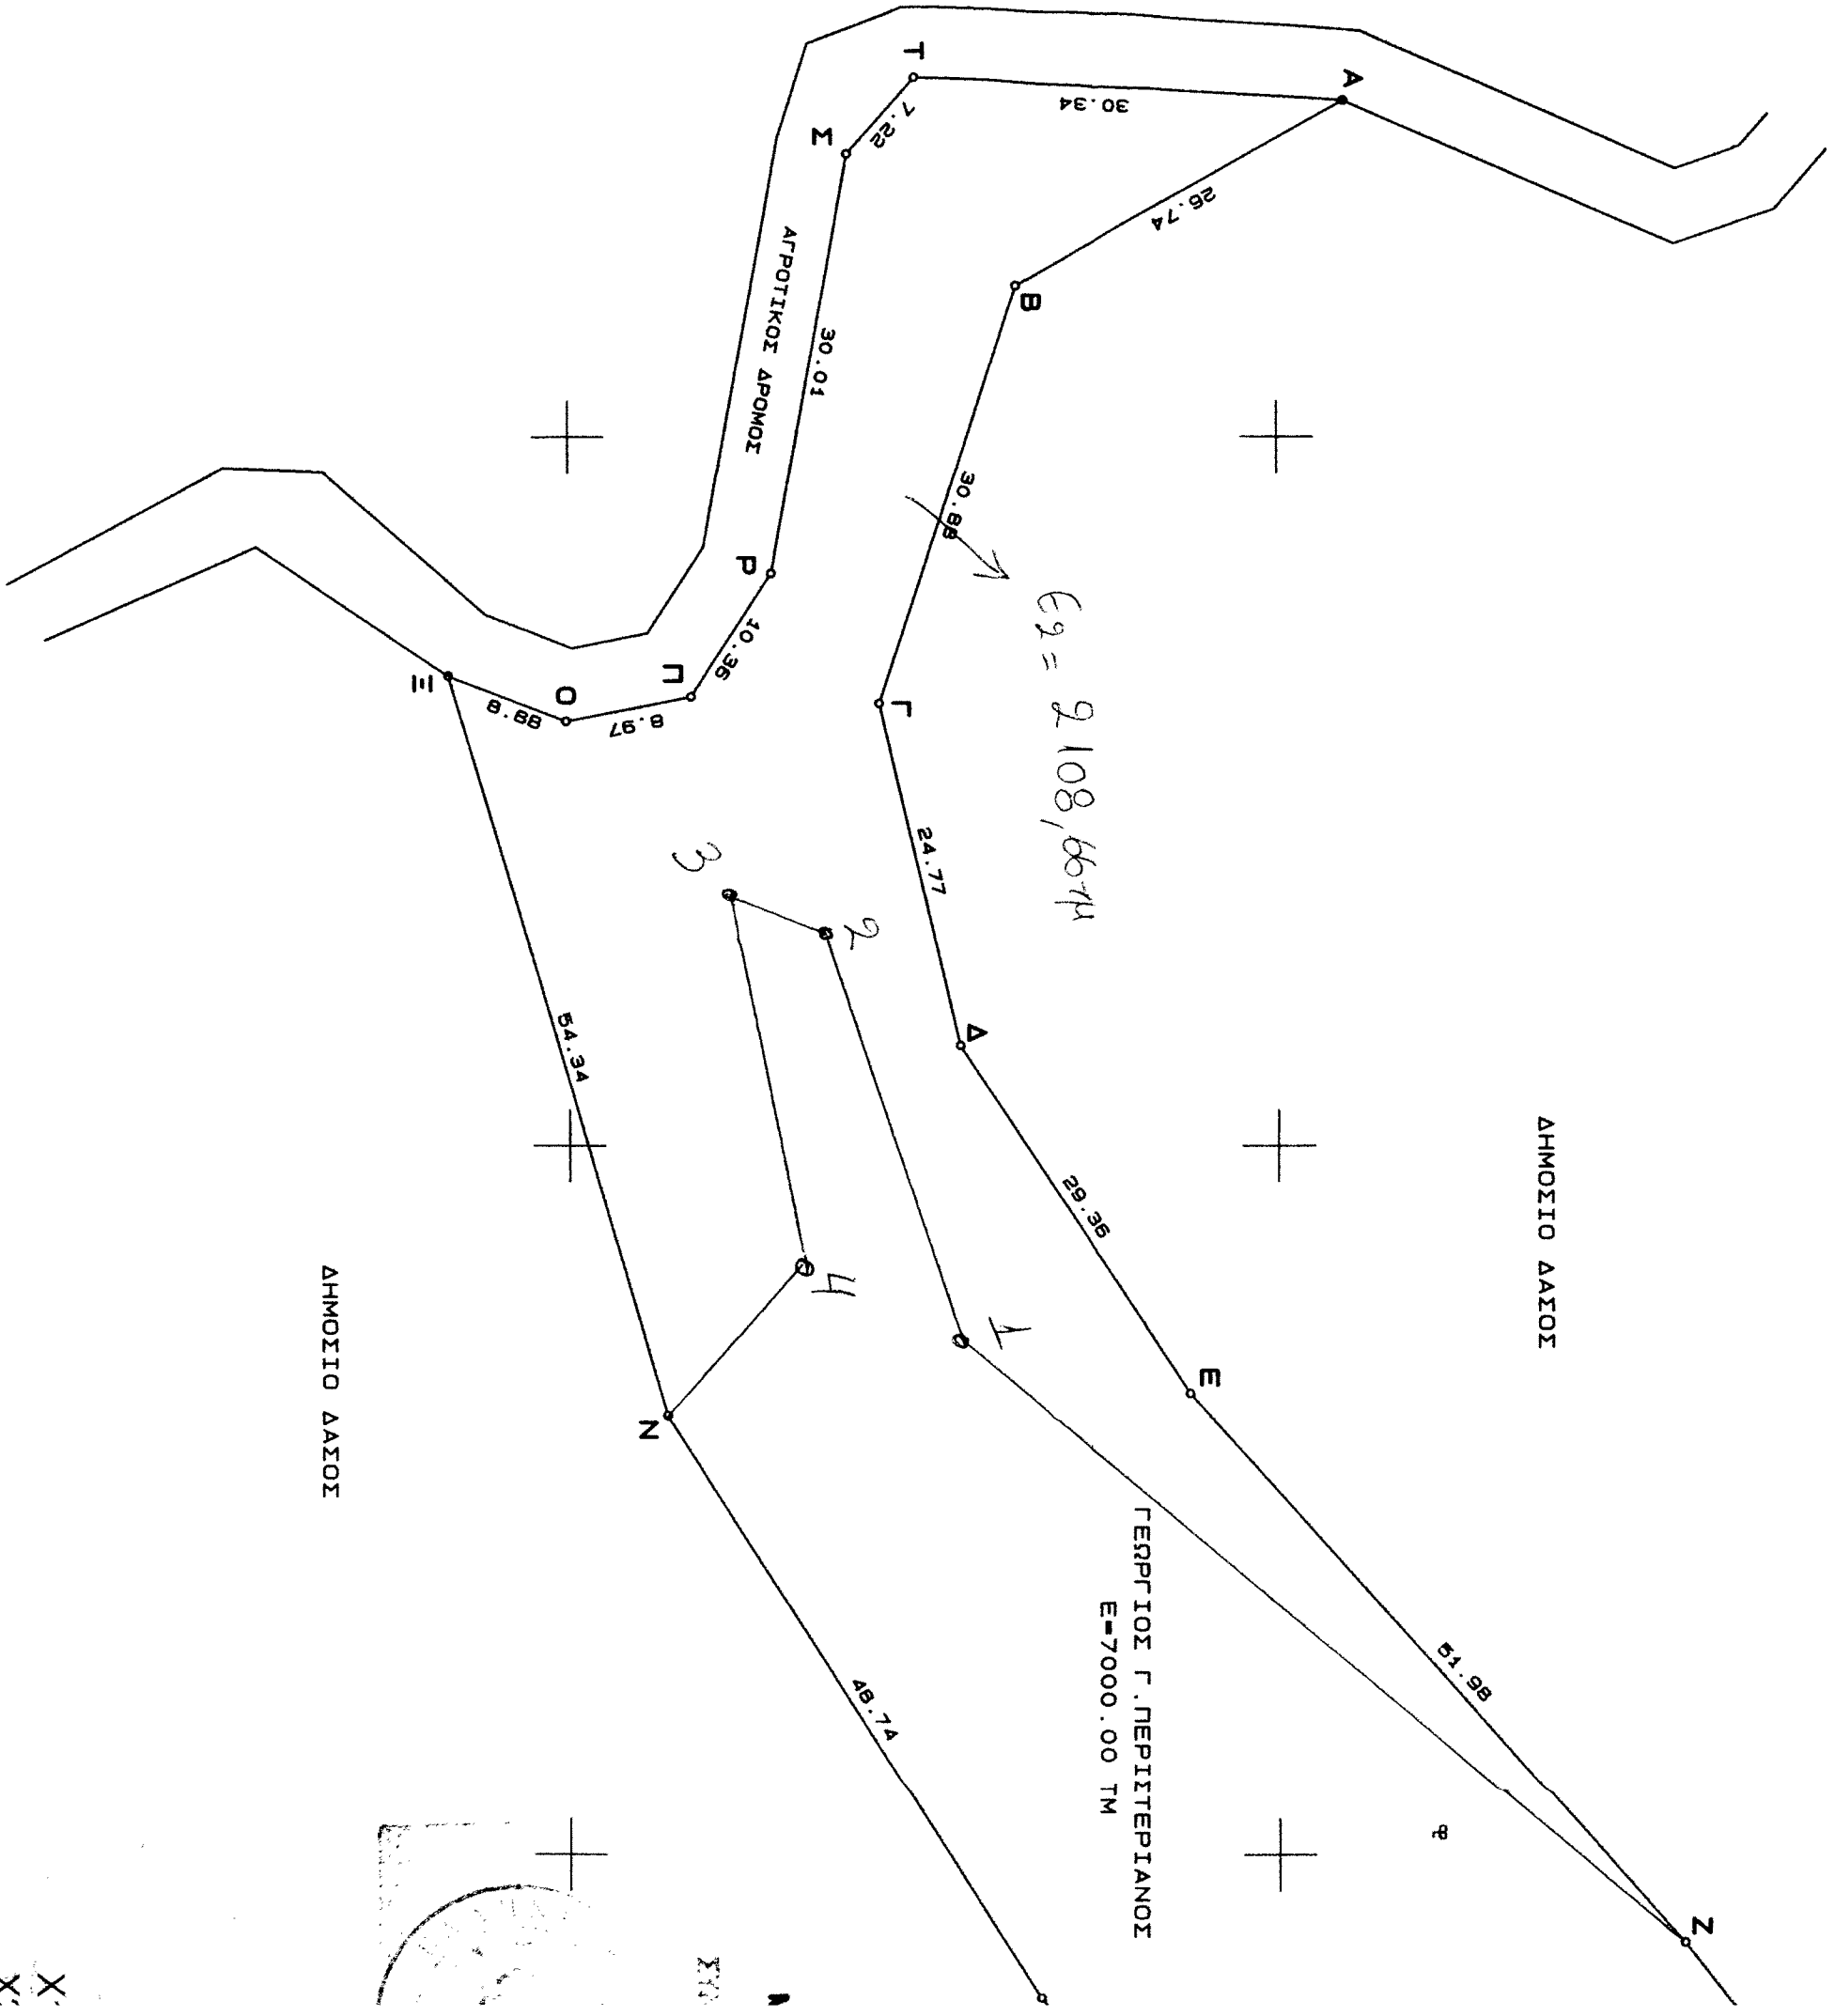 Α
Τ
30.34
7.22
Σ
26.74
Β
ΑΓΡΟΤΙΚΟΣ ΔΡΟΜΟΣ
30.01
30.88
Ε2 = 2108,66 τμ
Ρ
10.36
Π
8.97
Ο
8.88
Ξ
Γ
24.77
3
2
Δ
54.34
29.36
ΔΗΜΟΣΙΟ ΔΑΣΟΣ
4
1
Ε
Ν
ΔΗΜΟΣΙΟ ΔΑΣΟΣ
ΓΕΩΡΓΙΟΣ Γ.ΠΕΡΙΣΤΕΡΙΑΝΟΣ
Ε=7000.00 ΤΜ
51.98
48.74
Ζ